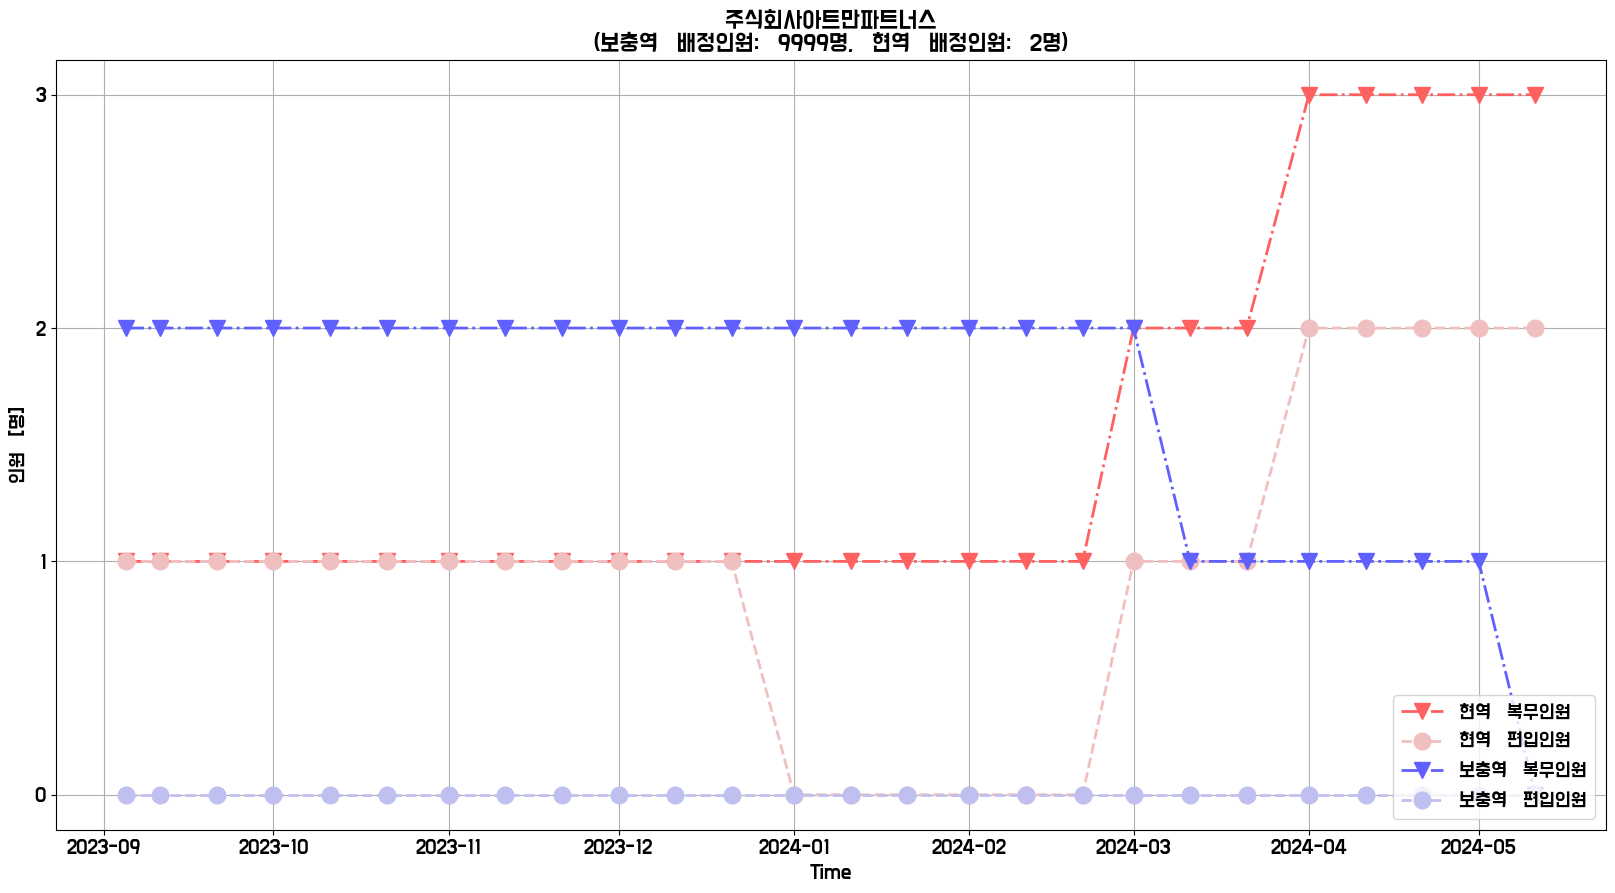 주식회사아트만파트너스
(보충역 배정인원: 9999명, 현역 배정인원: 2명)
3
2
1
0
인원 [명]
2023-09 2023-10 2023-11 2023-12 2024-01 2024-02 2024-03 2024-04 2024-05
Time
현역 복무인원
현역 편입인원
보충역 복무인원
보충역 편입인원